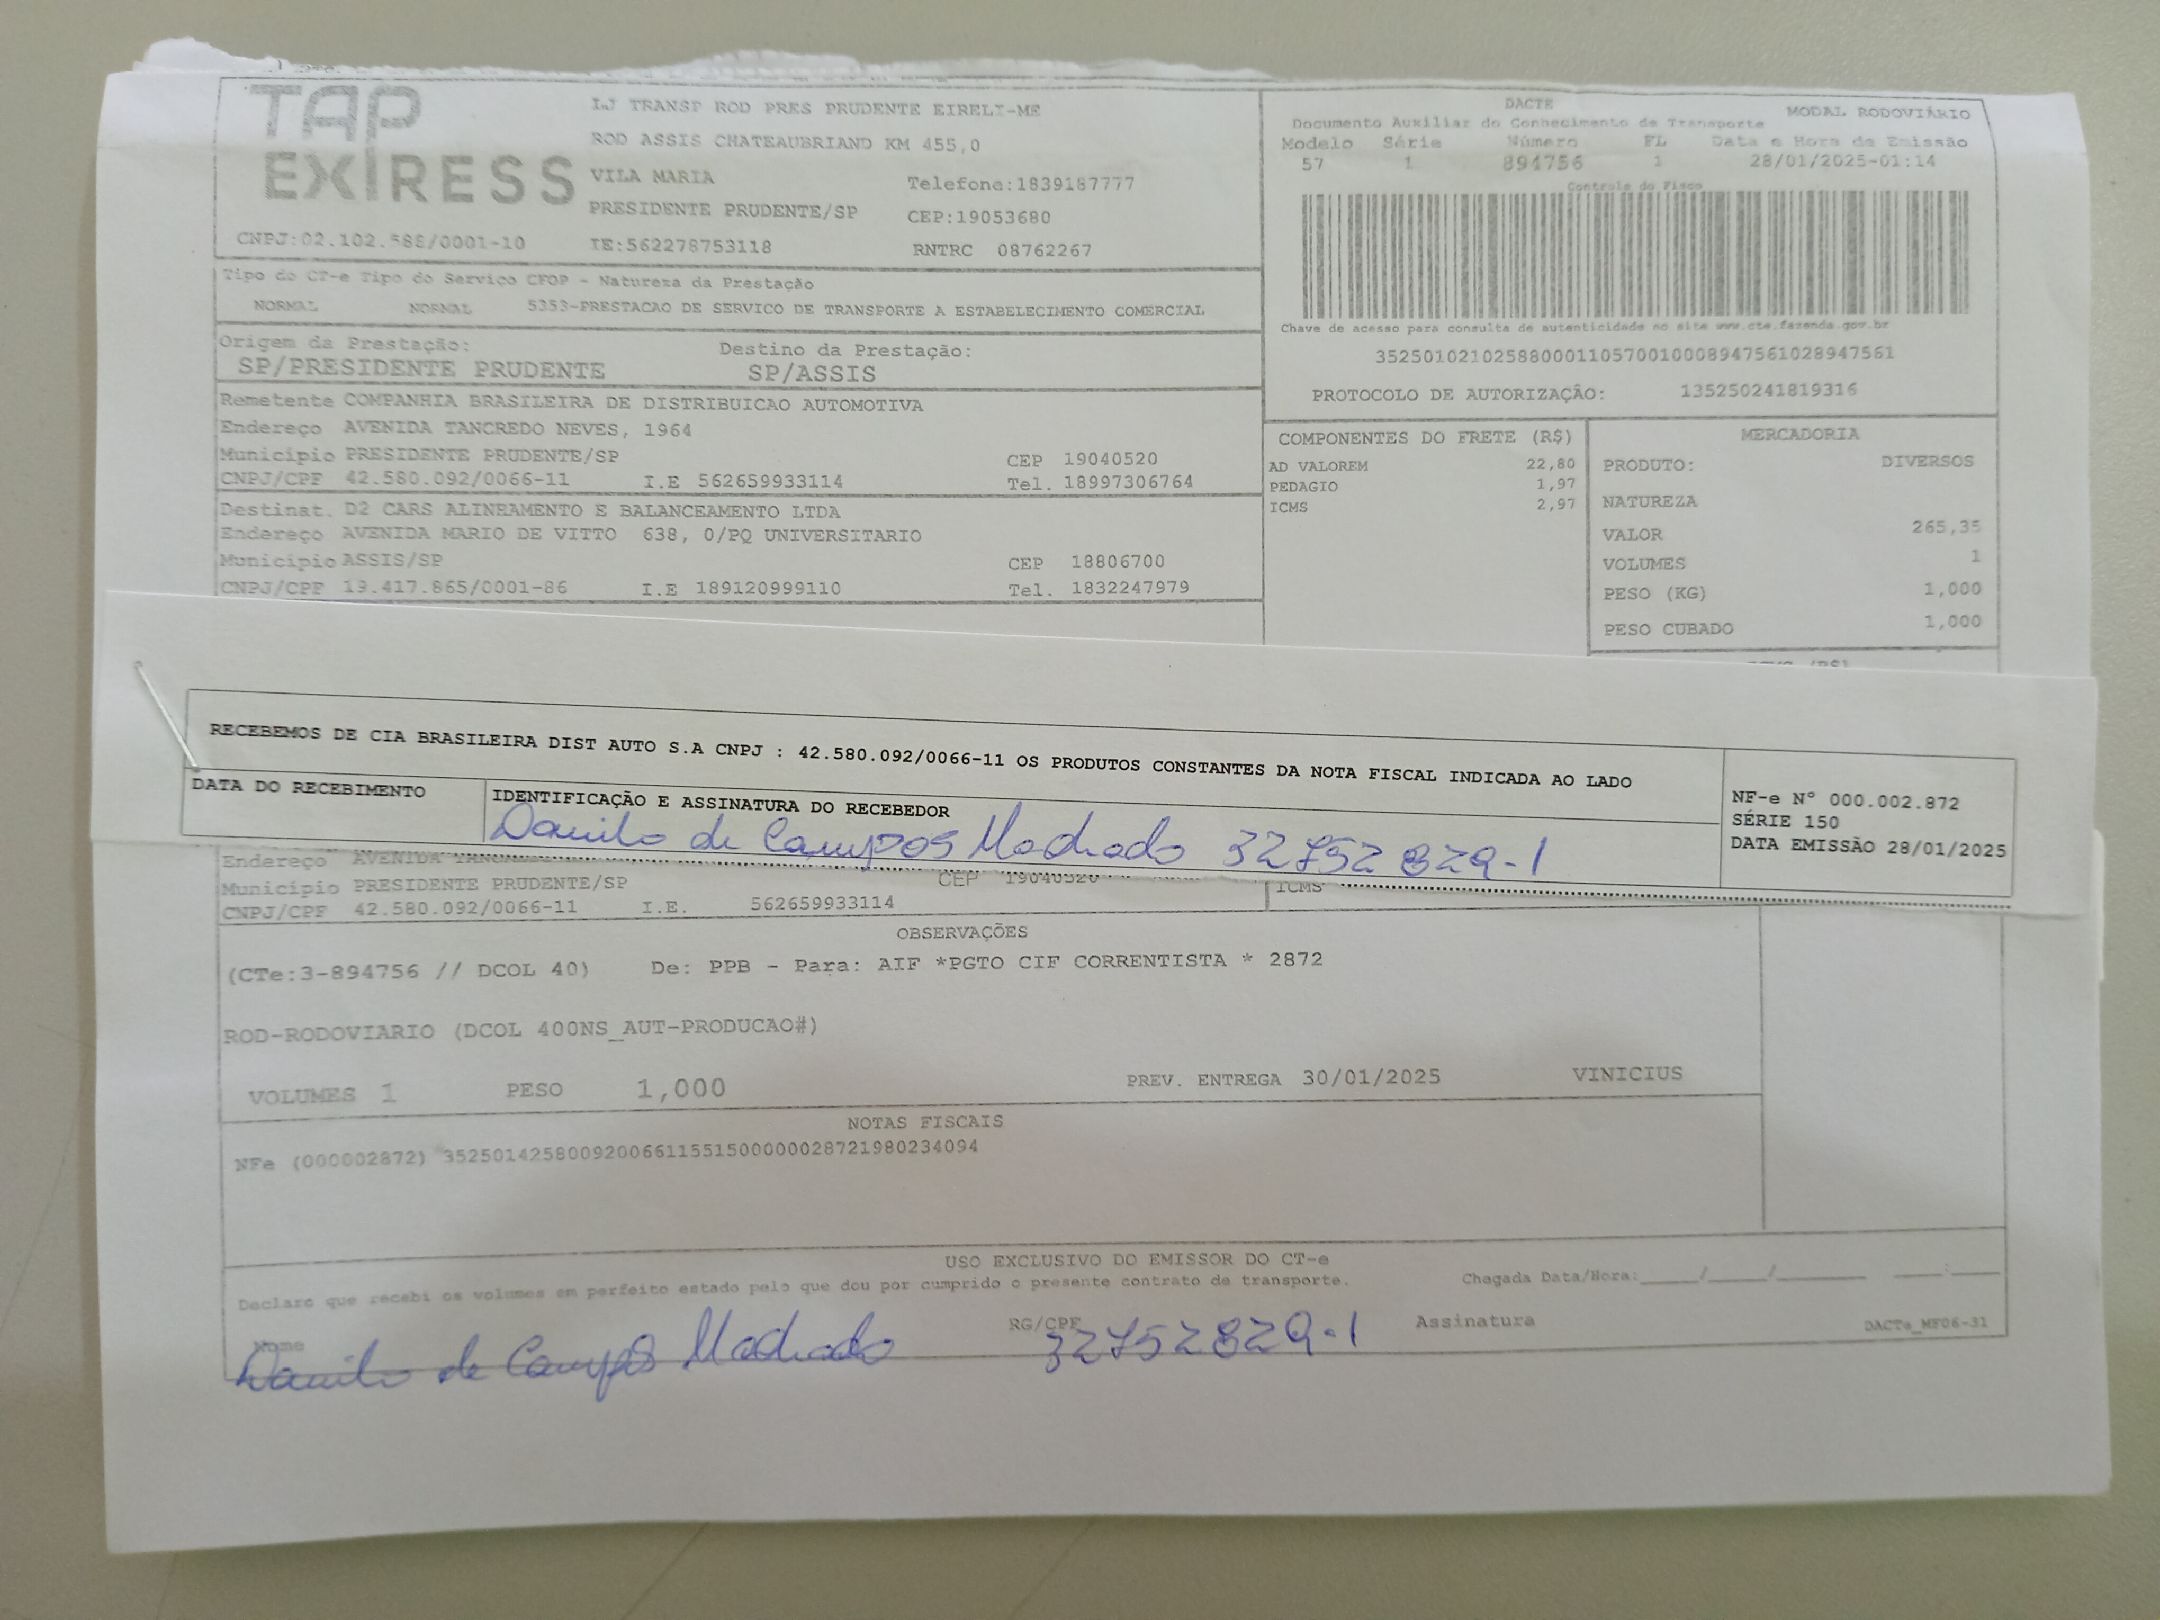 TAP
EXPRESS
LJ TRANSP ROD PRES PRUDENTE EIRELI-ME
ROD ASSIS CHATEAUBRIAND KM 455,0
VILA MARIA Telefone:1839187777
PRESIDENTE PRUDENTE/SP CEP:19053680
CNPJ:02.102.588/0001-10 IE:562278753118 RNTRC 08762267
DACTE MODAL RODOVIÁRIO
Documento Auxiliar do Conhecimento de Transporte
Modelo Série Número FL Data e Hora de Emissão
57 1 894756 1 28/01/2025-01:14
Controle do Fisco
Chave de acesso para consulta de autenticidade no site www.cte.fazenda.gov.br
35250102102588000110570010008947561028947561
PROTOCOLO DE AUTORIZAÇÃO: 135250241819316
Tipo do CT-e Tipo do Serviço CFOP - Natureza da Prestação
NORMAL NORMAL 5353-PRESTACAO DE SERVICO DE TRANSPORTE A ESTABELECIMENTO COMERCIAL
Origem da Prestação: Destino da Prestação:
SP/PRESIDENTE PRUDENTE SP/ASSIS
Remetente COMPANHIA BRASILEIRA DE DISTRIBUICAO AUTOMOTIVA
Endereço AVENIDA TANCREDO NEVES, 1964
Município PRESIDENTE PRUDENTE/SP CEP 19040520
CNPJ/CPF 42.580.092/0066-11 I.E 562659933114 Tel. 18997306764
Destinat. D2 CARS ALINHAMENTO E BALANCEAMENTO LTDA
Endereço AVENIDA MARIO DE VITTO 638, 0/PQ UNIVERSITARIO
Município ASSIS/SP CEP 18806700
CNPJ/CPF 19.417.865/0001-86 I.E 189120999110 Tel. 1832247979
COMPONENTES DO FRETE (R$)
AD VALOREM 22,80
PEDAGIO 1,97
ICMS 2,97
MERCADORIA
PRODUTO: DIVERSOS
NATUREZA
VALOR 265,35
VOLUMES 1
PESO (KG) 1,000
PESO CUBADO 1,000
RECEBEMOS DE CIA BRASILEIRA DIST AUTO S.A CNPJ : 42.580.092/0066-11 OS PRODUTOS CONSTANTES DA NOTA FISCAL INDICADA AO LADO
DATA DO RECEBIMENTO IDENTIFICAÇÃO E ASSINATURA DO RECEBEDOR
Danilo de Campos Machado 32752829-1
NF-e Nº 000.002.872
SÉRIE 150
DATA EMISSÃO 28/01/2025
Endereço AVENIDA
Município PRESIDENTE PRUDENTE/SP CEP 19040520
CNPJ/CPF 42.580.092/0066-11 I.E. 562659933114
ICMS
OBSERVAÇÕES
(CTe:3-894756 // DCOL 40) De: PPB - Para: AIF *PGTO CIF CORRENTISTA * 2872
ROD-RODOVIARIO (DCOL 400NS_AUT-PRODUCAO#)
VOLUMES 1 PESO 1,000 PREV. ENTREGA 30/01/2025 VINICIUS
NOTAS FISCAIS
NFe (000002872) 35250142580092006611551500000028721980234094
USO EXCLUSIVO DO EMISSOR DO CT-e
Declaro que recebi os volumes em perfeito estado pelo que dou por cumprido o presente contrato de transporte. Chegada Data/Hora:____/____/______ ___:___
Nome RG/CPF Assinatura DACTe_MF06-31
Danilo de Campos Machado 32752829-1